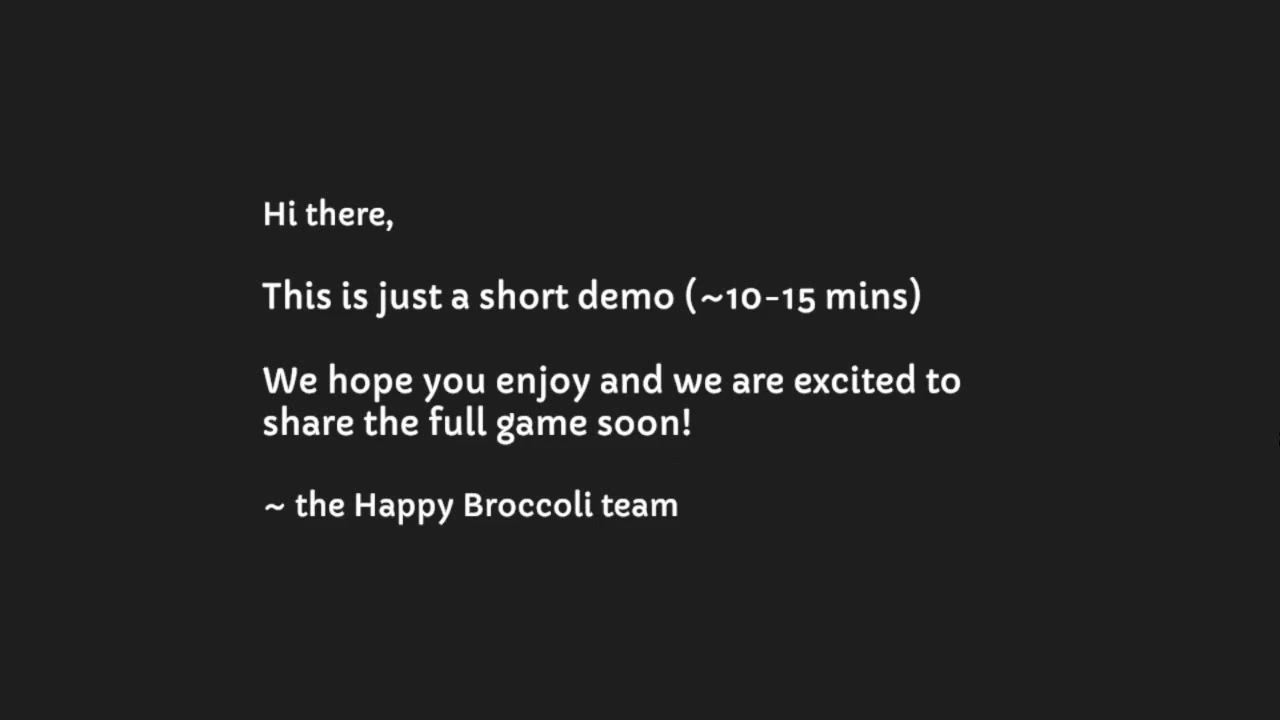 Hi there,
This is just a short demo (~10-15 mins)
We hope you enjoy and we are excited to
share the full game soon!
~ the Happy Broccoli team